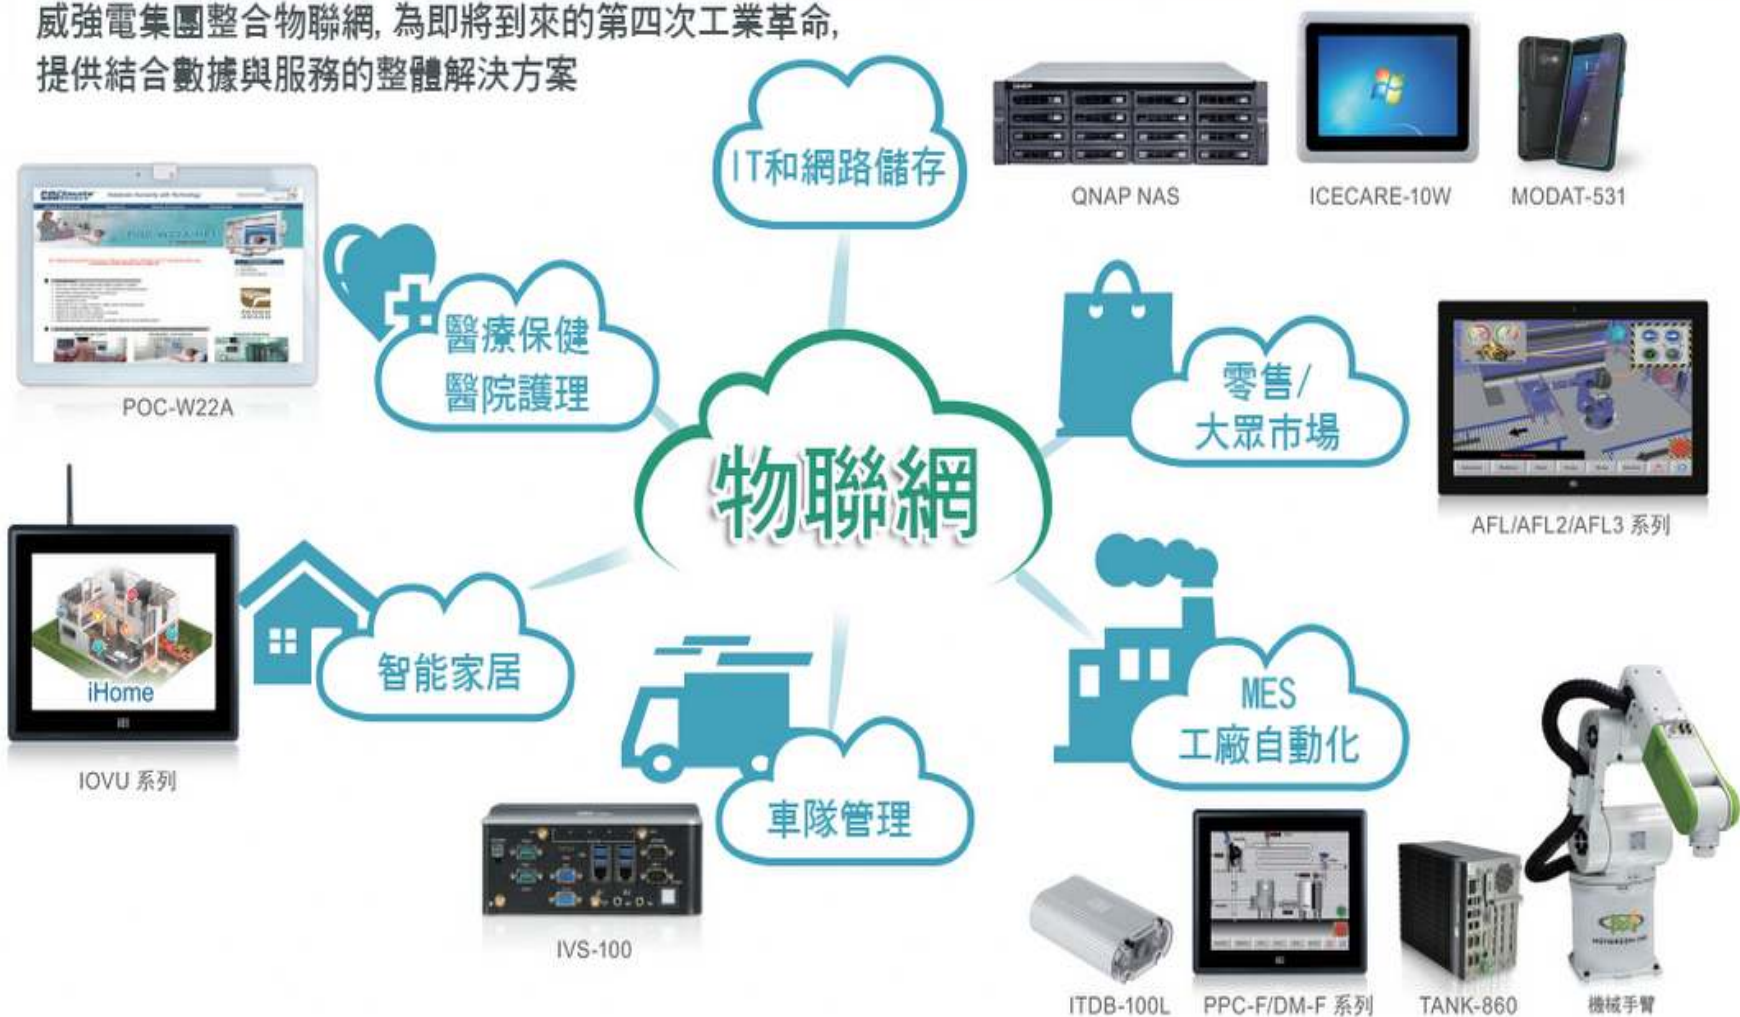 威強電集團整合物聯網, 為即將到來的第四次工業革命,
提供結合數據與服務的整體解決方案
IT和網路儲存
QNAP NAS
ICECARE-10W
MODAT-531
POC-W22A
醫療保健
醫院護理
零售/
大眾市場
AFL/AFL2/AFL3 系列
物聯網
iHome
IOVU 系列
智能家居
車隊管理
IVS-100
MES
工廠自動化
ITDB-100L
PPC-F/DM-F 系列
TANK-860
機械手臂